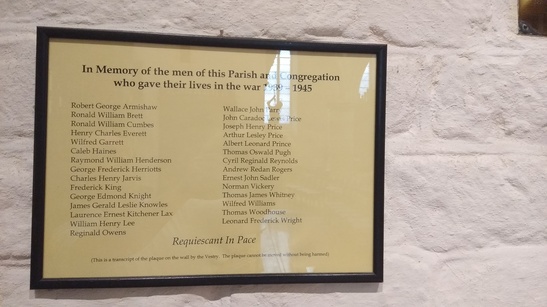 In Memory of the men of this Parish and Congregation
who gave their lives in the war 1939 – 1945
Robert George Armishaw
Ronald William Brett
Ronald William Cumbes
Henry Charles Everett
Wilfred Garrett
Caleb Haines
Raymond William Henderson
George Frederick Herriotts
Charles Henry Jarvis
Frederick King
George Edmond Knight
James Gerald Leslie Knowles
Laurence Ernest Kitchener Lax
William Henry Lee
Reginald Owens
Wallace John
John Caradoc Price
Joseph Henry Price
Arthur Lesley Price
Albert Leonard Prince
Thomas Oswald Pugh
Cyril Reginald Reynolds
Andrew Redan Rogers
Ernest John Sadler
Norman Vickery
Thomas James Whitney
Wilfred Williams
Thomas Woodhouse
Leonard Frederick Wright
Requiescant In Pace
(This is a transcript of the plaque on the wall by the Vestry. The plaque cannot be moved without being harmed)